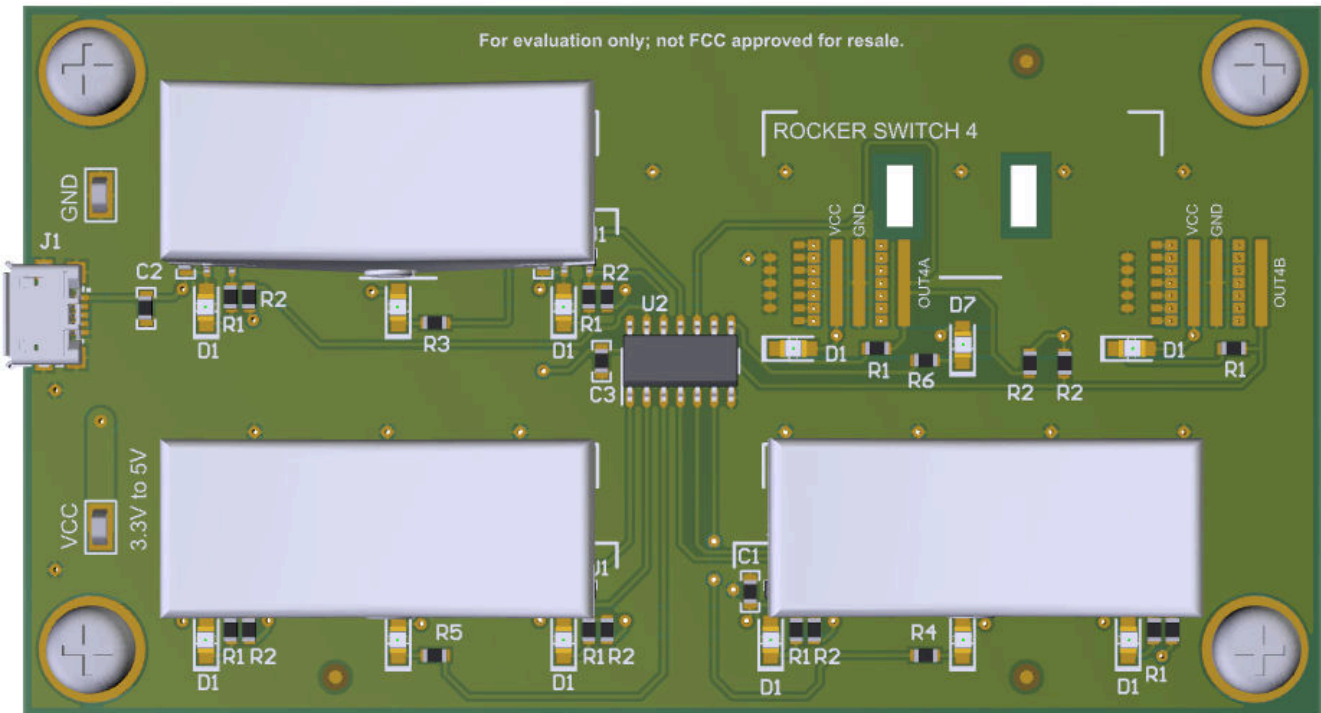 For evaluation only; not FCC approved for resale.
ROCKER SWITCH 4
GND
VCC
GND
VCC
GND
J1
C2
R2
R1
D1
R3
R2
R1
D1
U2
C3
OUT4A
D7
OUT4B
D1
R1
R6
R2
R2
D1
R1
VCC
3.3V to 5V
C1
R1
R2
D1
R5
R1
R2
D1
R1
R2
D1
R4
R1
D1